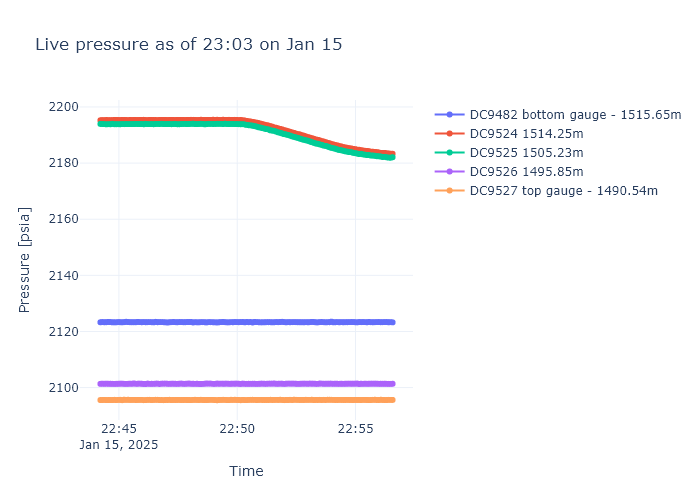 Live pressure as of 23:03 on Jan 15
2200
2180
2160
2140
2120
2100
Pressure [psia]
22:45
Jan 15, 2025
22:50
22:55
Time
DC9482 bottom gauge - 1515.65m
DC9524 1514.25m
DC9525 1505.23m
DC9526 1495.85m
DC9527 top gauge - 1490.54m